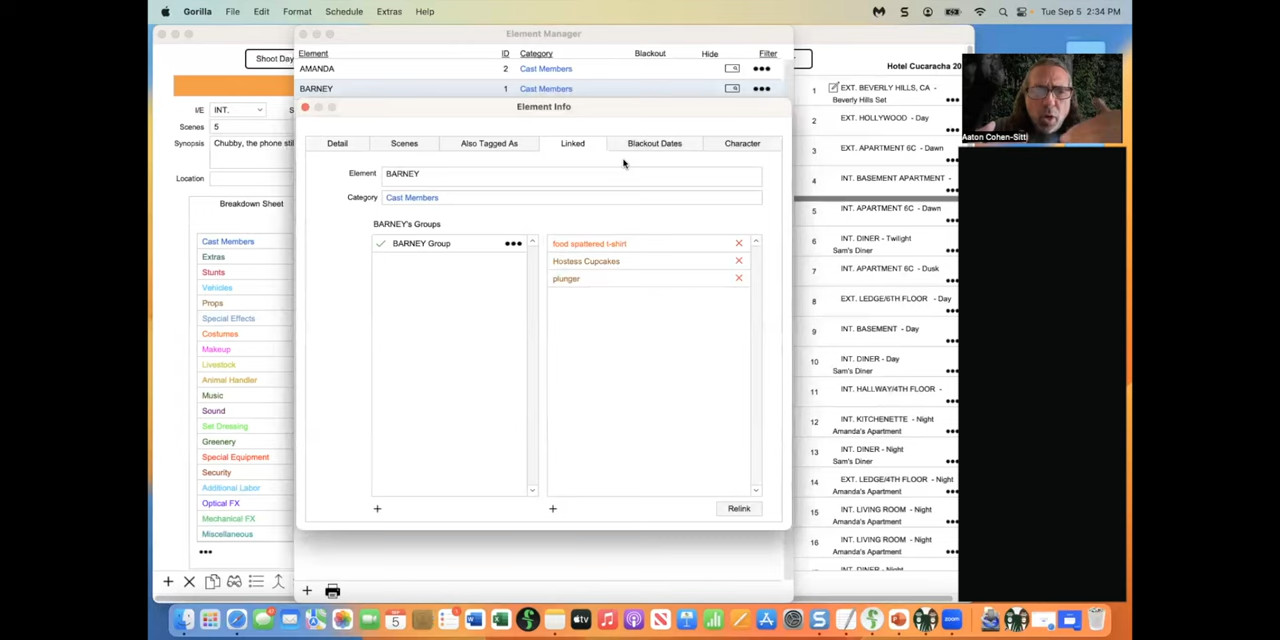 Gorilla File Edit Format Schedule Extras Help
Tue Sep 5 2:34 PM
Element Manager
Shoot Day
Element ID Category Blackout Hide Filter
AMANDA 2 Cast Members
BARNEY 1 Cast Members
Element Info
Hotel Cucaracha 20
Aaton Cohen-Sitt
I/E INT. S
Scenes 5
Synopsis Chubby, the phone stil
Location
Breakdown Sheet
Cast Members
Extras
Stunts
Vehicles
Props
Special Effects
Costumes
Makeup
Livestock
Animal Handler
Music
Sound
Set Dressing
Greenery
Special Equipment
Security
Additional Labor
Optical FX
Mechanical FX
Miscellaneous
Detail Scenes Also Tagged As Linked Blackout Dates Character
Element BARNEY
Category Cast Members
BARNEY's Groups
BARNEY Group
food spattered t-shirt
Hostess Cupcakes
plunger
Relink
1 EXT. BEVERLY HILLS, CA -
Beverly Hills Set
2 EXT. HOLLYWOOD - Day
3 EXT. APARTMENT 6C - Dawn
4 INT. BASEMENT APARTMENT -
5 INT. APARTMENT 6C - Dawn
6 INT. DINER - Twilight
Sam's Diner
7 INT. APARTMENT 6C - Dusk
8 EXT. LEDGE/6TH FLOOR - Day
9 INT. BASEMENT - Day
10 INT. DINER - Day
Sam's Diner
11 INT. HALLWAY/4TH FLOOR -
12 INT. KITCHENETTE - Night
Amanda's Apartment
13 INT. DINER - Night
Sam's Diner
14 EXT. LEDGE/4TH FLOOR - Night
Amanda's Apartment
15 INT. LIVING ROOM - Night
Amanda's Apartment
16 INT. LIVING ROOM - Night
Amanda's Apartment
INT. DINER - Night